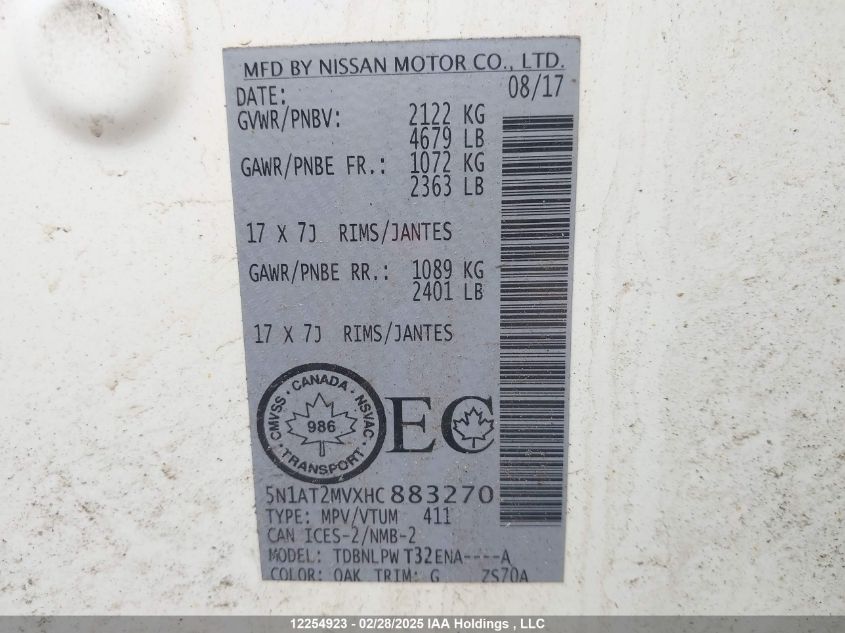 MFD BY NISSAN MOTOR CO., LTD.
DATE: 08/17
GVWR/PNBV: 2122 KG
4679 LB
GAWR/PNBE FR.: 1072 KG
2363 LB
17 X 7J RIMS/JANTES
GAWR/PNBE RR.: 1089 KG
2401 LB
17 X 7J RIMS/JANTES
CMVSS · CANADA · NSVAC
986
· TRANSPORT ·
EC
5N1AT2MVXHC 883270
TYPE: MPV/VTUM 411
CAN ICES-2/NMB-2
MODEL: TDBNLPW T32ENA----A
COLOR: QAK TRIM: G ZS70A
12254923 - 02/28/2025 IAA Holdings , LLC